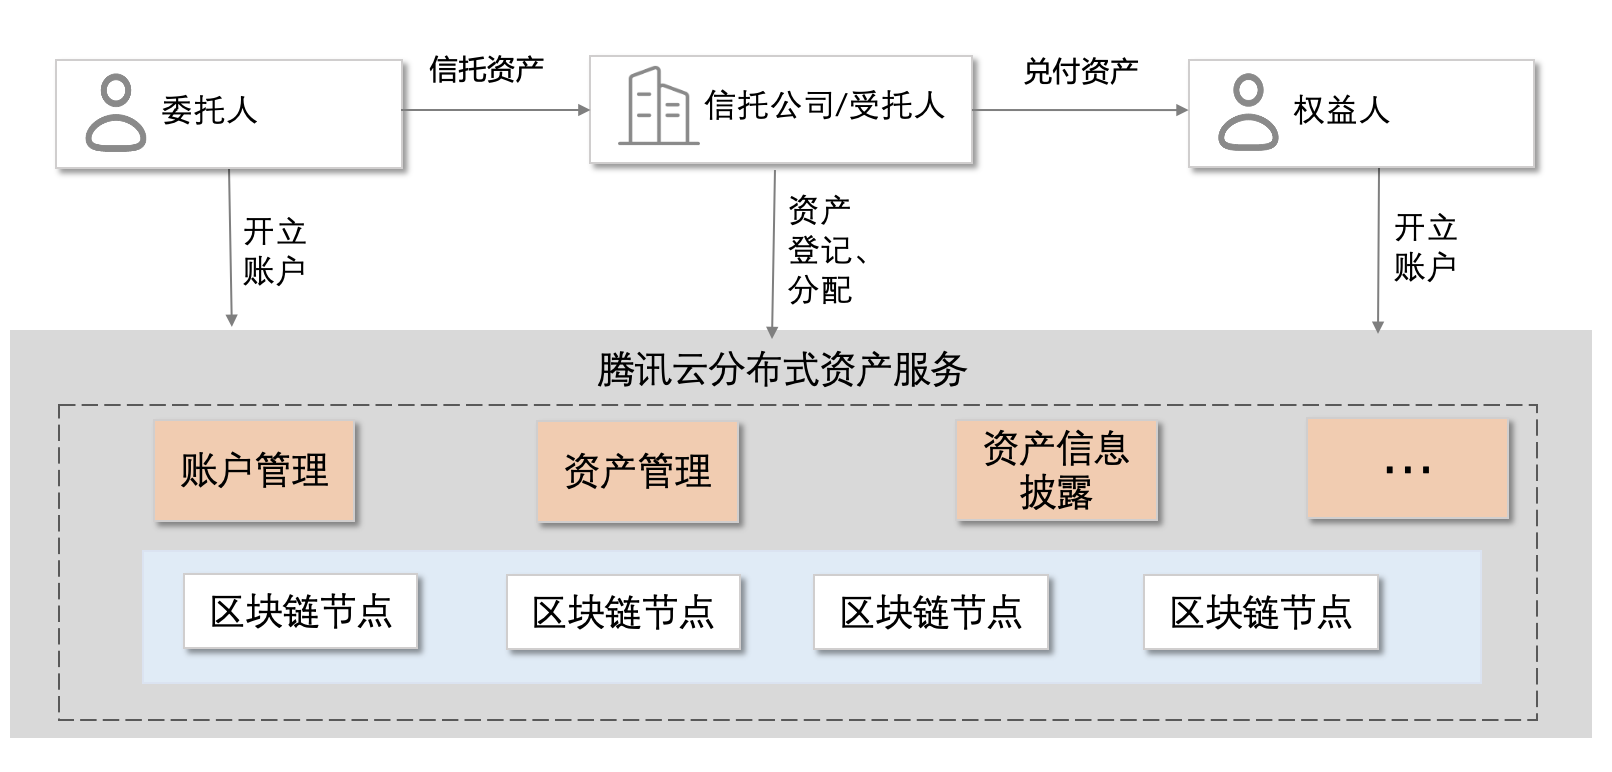 信托资产
兑付资产
委托人
信托公司/受托人
权益人
开立
账户
资产
登记、
分配
开立
账户
腾讯云分布式资产服务
账户管理
资产管理
资产信息
披露
...
区块链节点
区块链节点
区块链节点
区块链节点